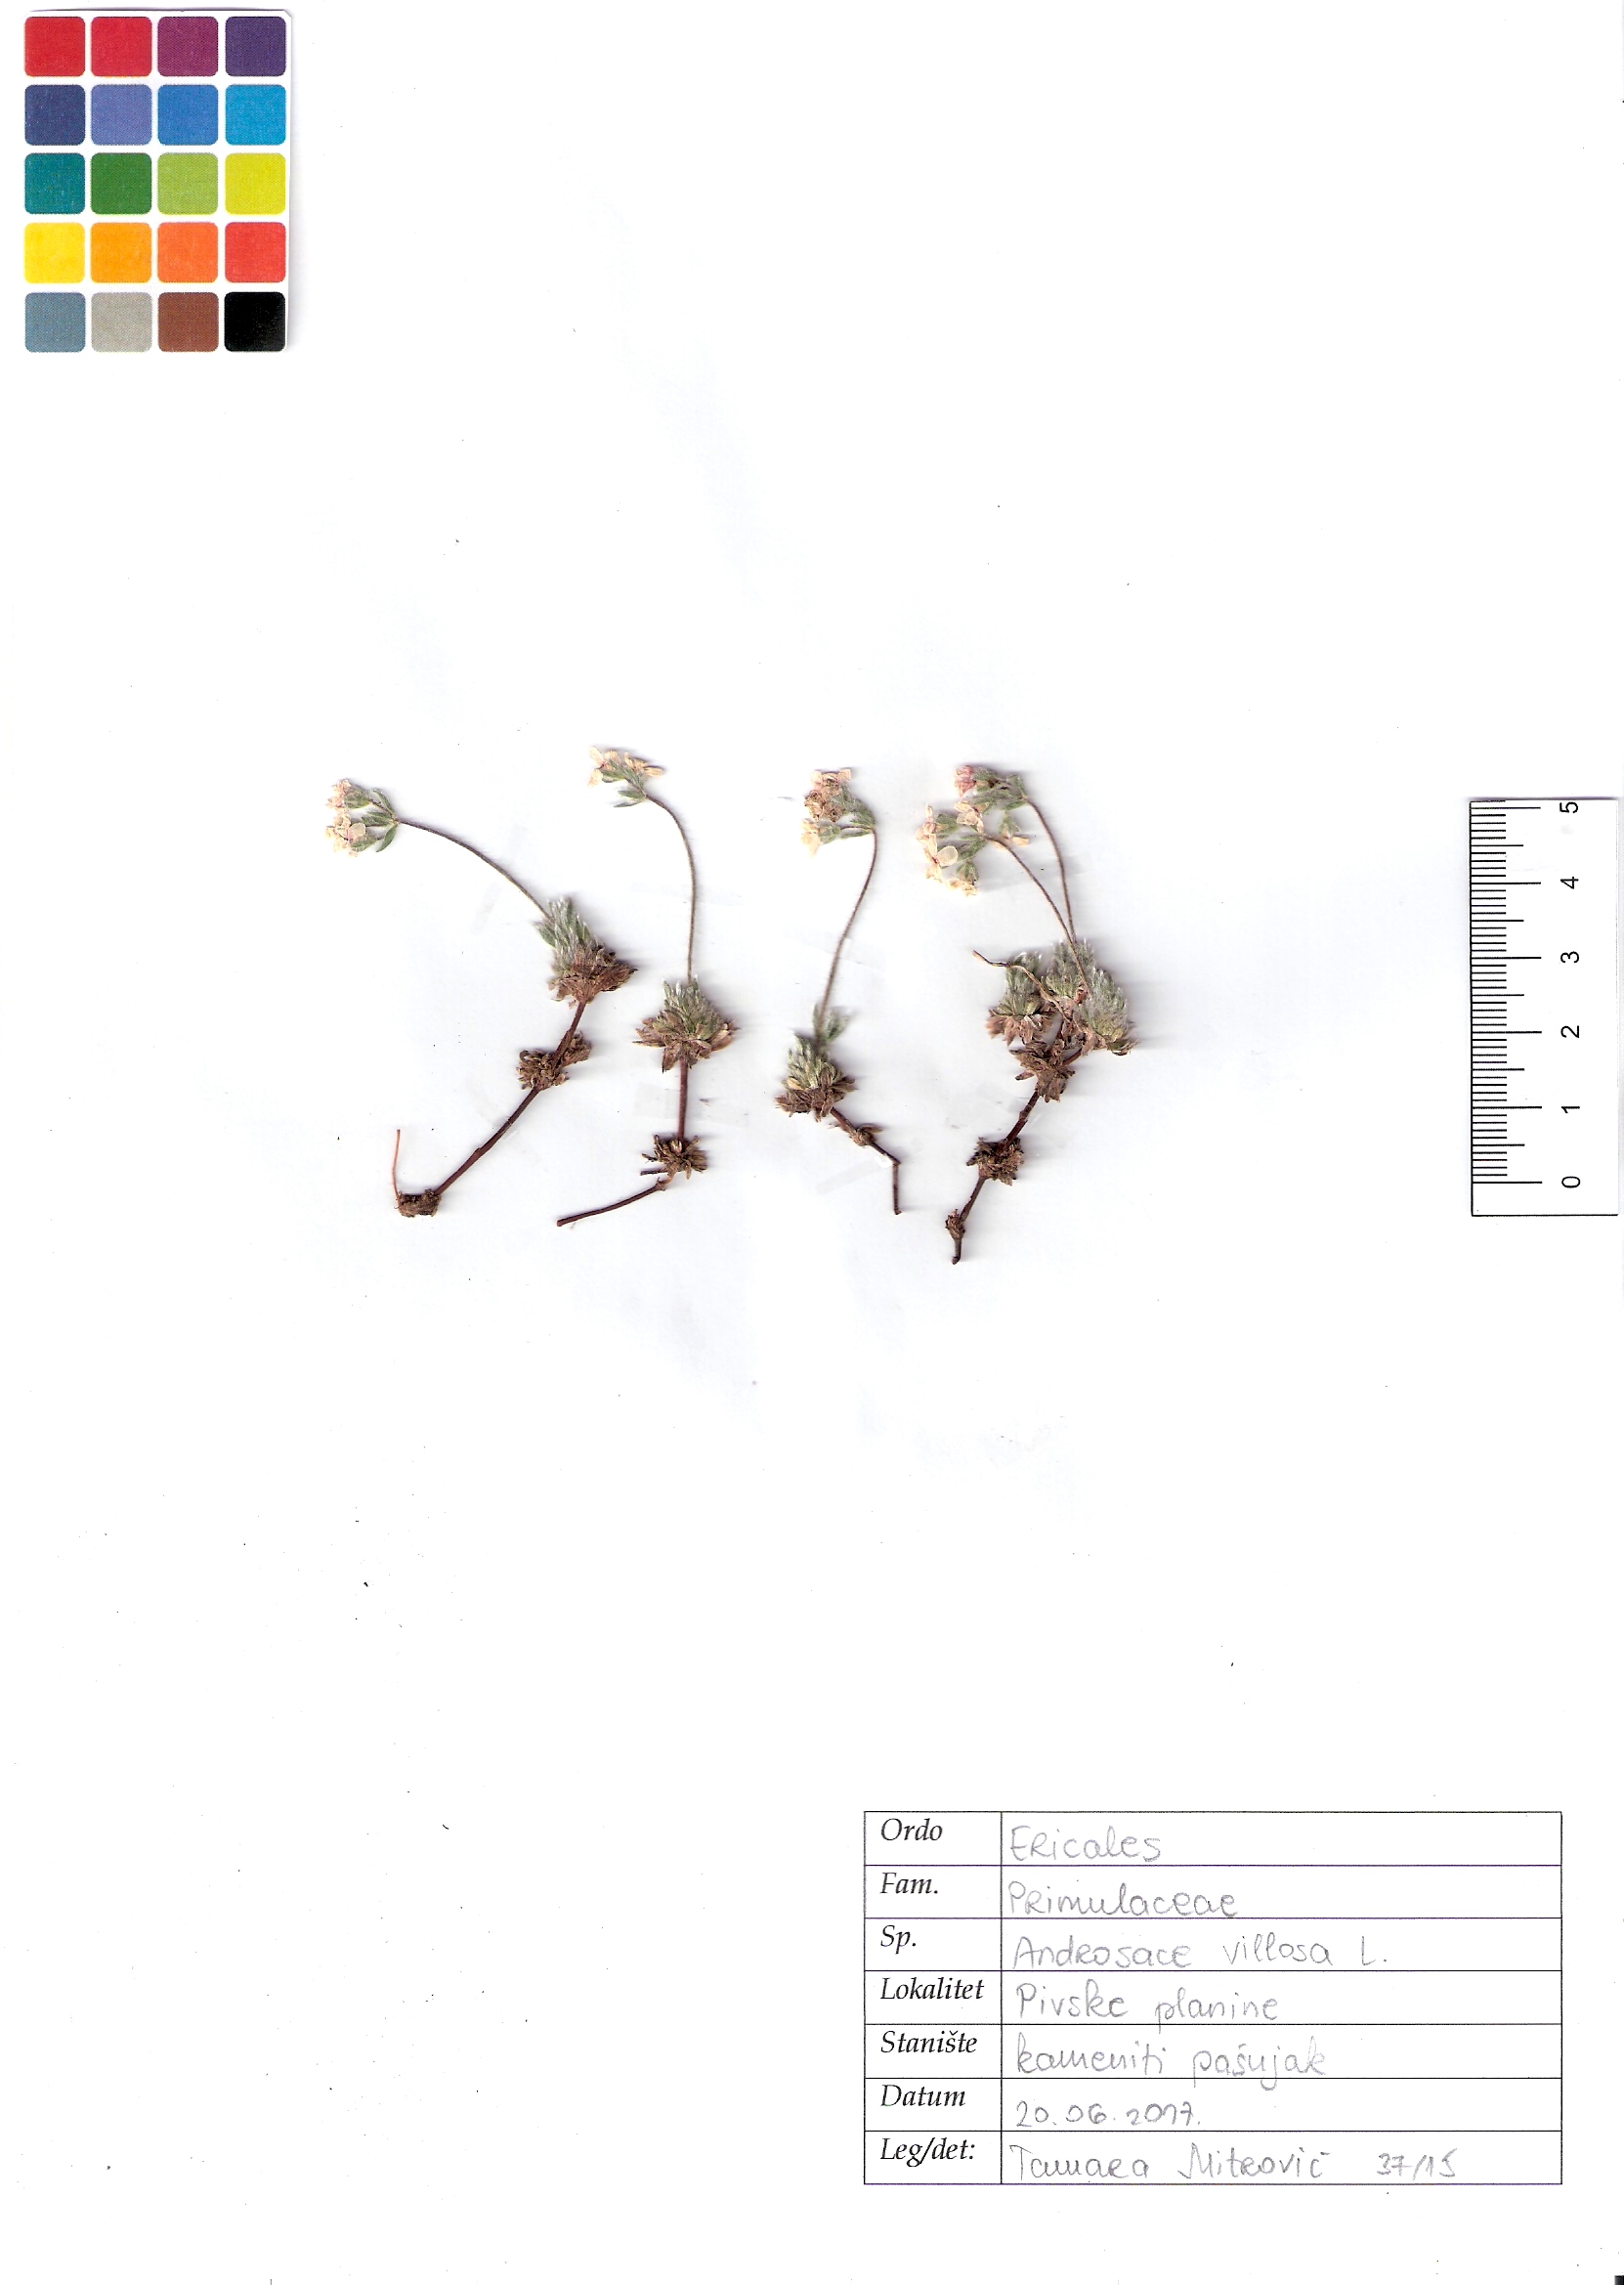 5
4
3
2
1
0
Ordo Ericales
Fam. Primulaceae
Sp. Androsace villosa L.
Lokalitet Pivske planine
Stanište kameniti pašnjak
Datum 20.06.2017.
Leg/det: Tamara Mitrović 37/15